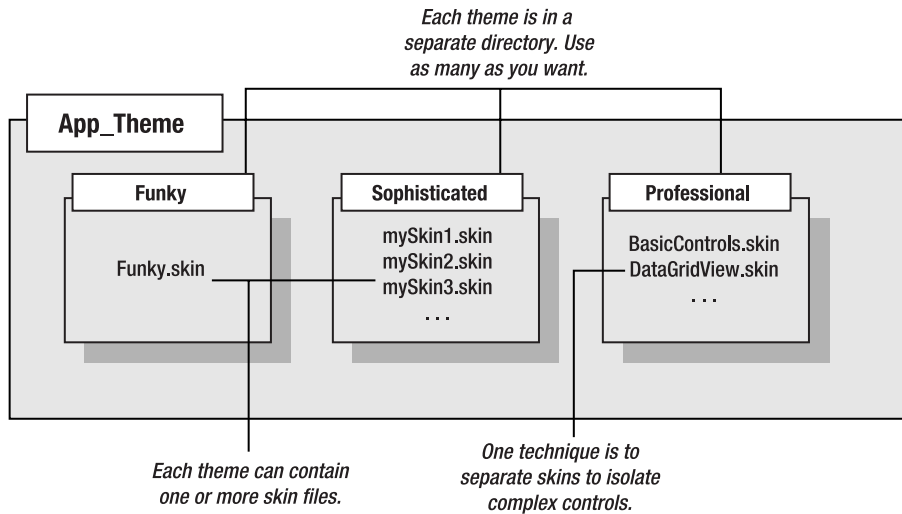 Each theme is in a
separate directory. Use
as many as you want.
App_Theme
Funky
Funky.skin
Sophisticated
mySkin1.skin
mySkin2.skin
mySkin3.skin
...
Professional
BasicControls.skin
DataGridView.skin
...
Each theme can contain
one or more skin files.
One technique is to
separate skins to isolate
complex controls.